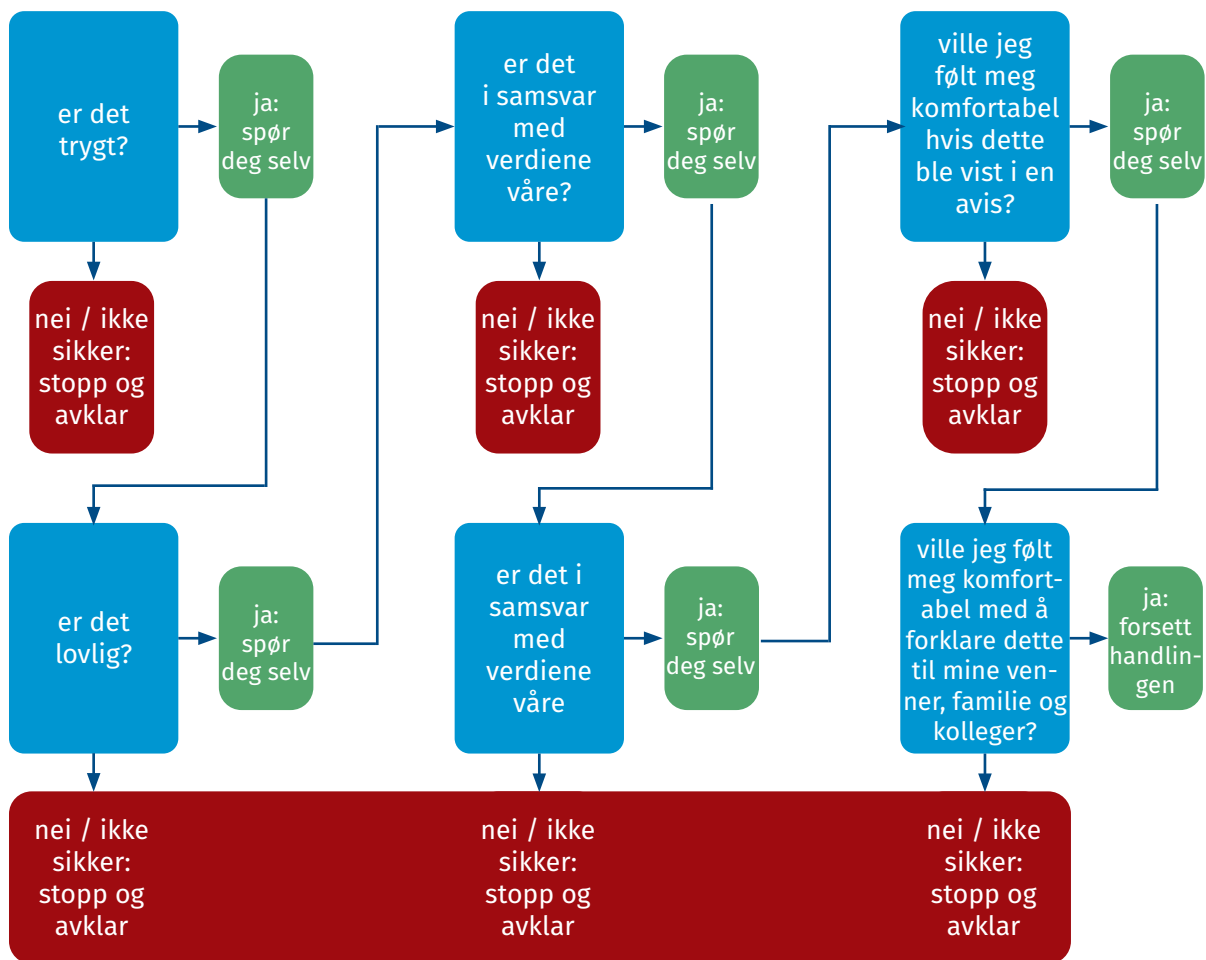 er det
trygt?
ja:
spør
deg selv
nei / ikke
sikker:
stopp og
avklar
er det
lovlig?
ja:
spør
deg selv
nei / ikke
sikker:
stopp og
avklar
er det
i samsvar
med
verdiene
våre?
ja:
spør
deg selv
nei / ikke
sikker:
stopp og
avklar
er det i
samsvar
med
verdiene
våre
ja:
spør
deg selv
nei / ikke
sikker:
stopp og
avklar
ville jeg
følt meg
komfortabel
hvis dette
ble vist i en
avis?
ja:
spør
deg selv
nei / ikke
sikker:
stopp og
avklar
ville jeg følt
meg komfort-
abel med å
forklare dette
til mine ven-
ner, familie og
kolleger?
ja:
forsett
handlin-
gen
nei / ikke
sikker:
stopp og
avklar